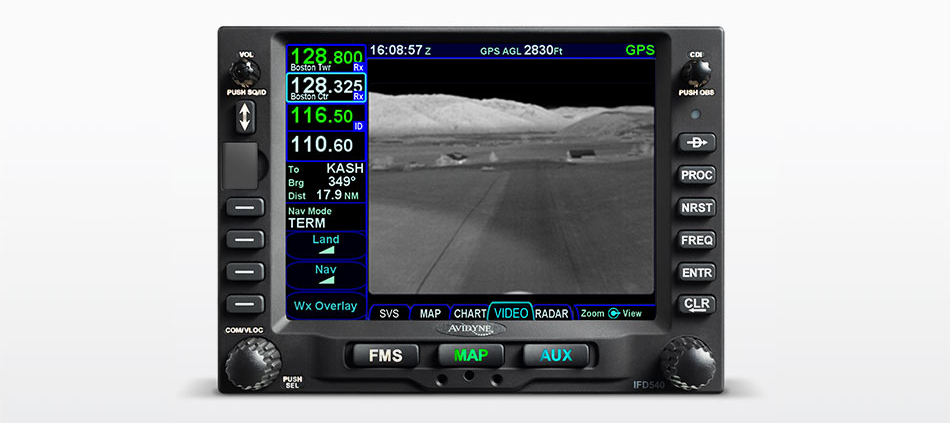 VOL
PUSH SQ/ID
128.800
Boston Twr Rx
128.325
Boston Ctr Rx
116.50
ID
110.60
To KASH
Brg 349°
Dist 17.9 NM
Nav Mode
TERM
Land
Nav
Wx Overlay
16:08:57 Z GPS AGL 2830Ft GPS
SVS MAP CHART VIDEO RADAR Zoom View
CDI
PUSH OBS
D
PROC
NRST
FREQ
ENTR
CLR
AVIDYNE
COM/VLOC
PUSH
SEL
FMS MAP AUX
IFD540